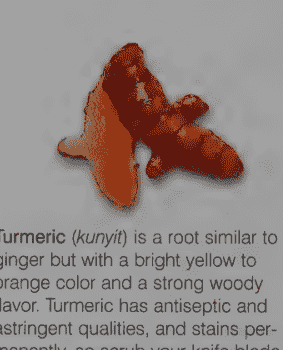 Turmeric (kunyit) is a root similar to
ginger but with a bright yellow to
orange color and a strong woody
flavor. Turmeric has antiseptic and
astringent qualities, and stains per-
manently, so scrub your knife blade